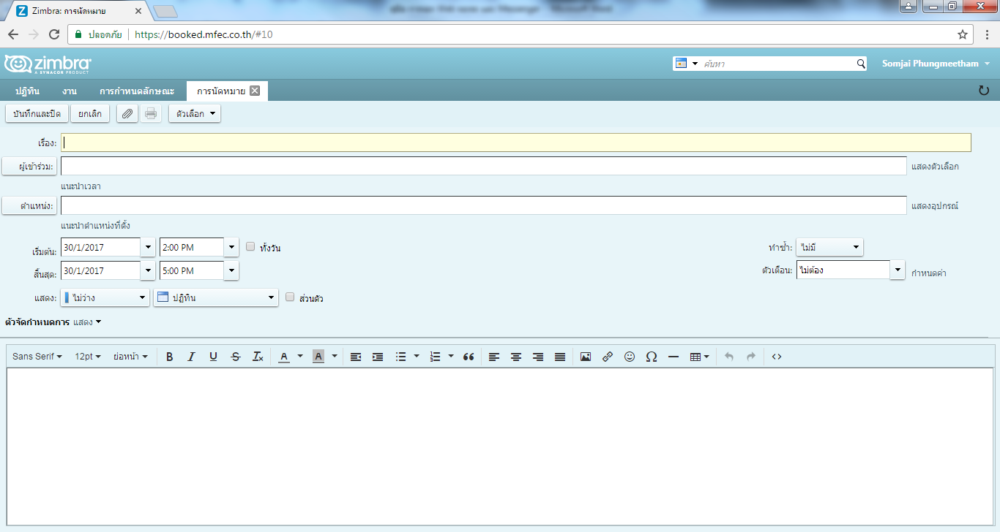 Zimbra: การนัดหมาย
ปลอดภัย https://booked.mfec.co.th/#10
zimbra
A SYNACOR PRODUCT
ค้นหา
Somjai Phungmeetham
ปฏิทิน งาน การกำหนดลักษณะ การนัดหมาย
บันทึกและปิด ยกเลิก ตัวเลือก
เรื่อง:
ผู้เข้าร่วม: แสดงตัวเลือก
แนะนำเวลา
ตำแหน่ง: แสดงอุปกรณ์
แนะนำตำแหน่งที่ตั้ง
เริ่มต้น: 30/1/2017 2:00 PM ทั้งวัน ทำซ้ำ: ไม่มี
สิ้นสุด: 30/1/2017 5:00 PM ตัวเตือน: ไม่ต้อง กำหนดค่า
แสดง: ไม่ว่าง ปฏิทิน ส่วนตัว
ตัวจัดกำหนดการ แสดง
Sans Serif 12pt ย่อหน้า